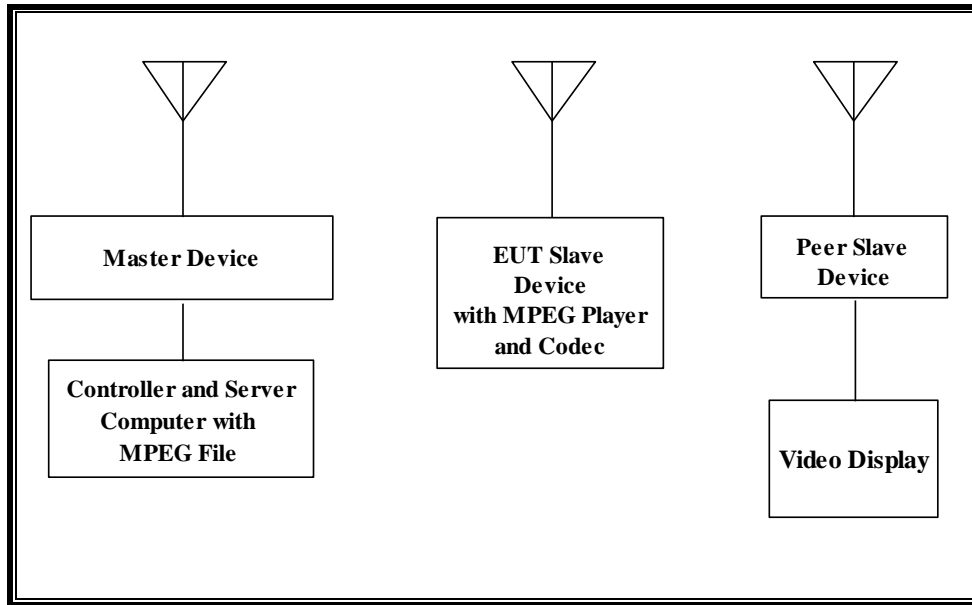 Master Device
Controller and Server
Computer with
MPEG File
EUT Slave
Device
with MPEG Player
and Codec
Peer Slave
Device
Video Display